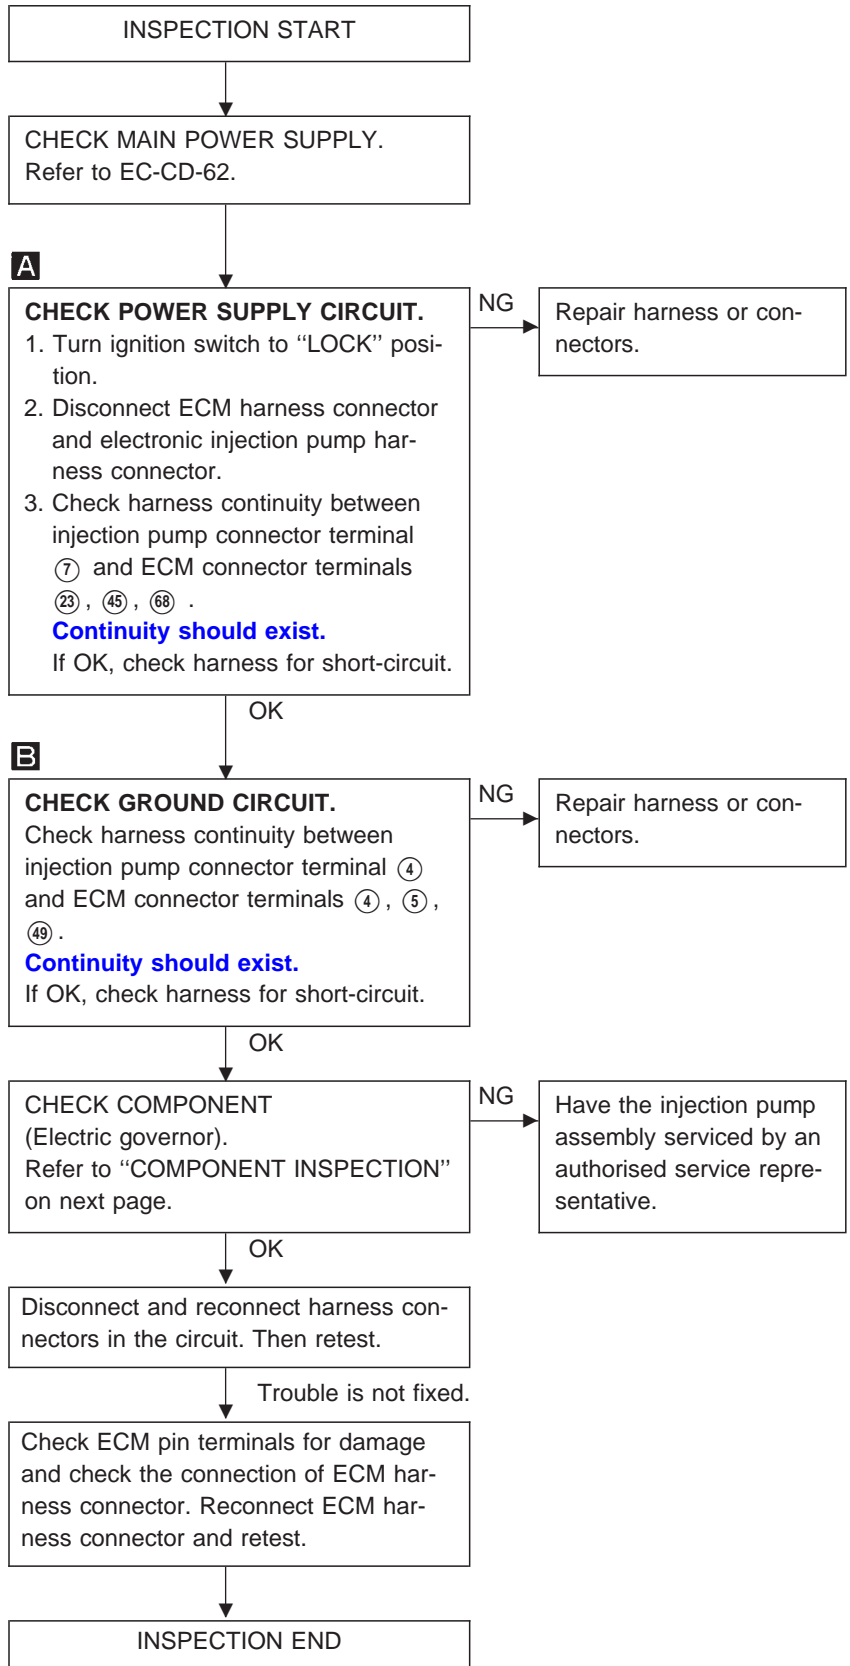 INSPECTION START
CHECK MAIN POWER SUPPLY.
Refer to EC-CD-62.
A
CHECK POWER SUPPLY CIRCUIT.
1. Turn ignition switch to ‘‘LOCK’’ posi-
tion.
2. Disconnect ECM harness connector
and electronic injection pump har-
ness connector.
3. Check harness continuity between
injection pump connector terminal
⑦ and ECM connector terminals
㉓, ㊺, 68 .
Continuity should exist.
If OK, check harness for short-circuit.
NG
Repair harness or con-
nectors.
OK
B
CHECK GROUND CIRCUIT.
Check harness continuity between
injection pump connector terminal ④
and ECM connector terminals ④, ⑤,
㊾.
Continuity should exist.
If OK, check harness for short-circuit.
NG
Repair harness or con-
nectors.
OK
CHECK COMPONENT
(Electric governor).
Refer to ‘‘COMPONENT INSPECTION’’
on next page.
NG
Have the injection pump
assembly serviced by an
authorised service repre-
sentative.
OK
Disconnect and reconnect harness con-
nectors in the circuit. Then retest.
Trouble is not fixed.
Check ECM pin terminals for damage
and check the connection of ECM har-
ness connector. Reconnect ECM har-
ness connector and retest.
INSPECTION END